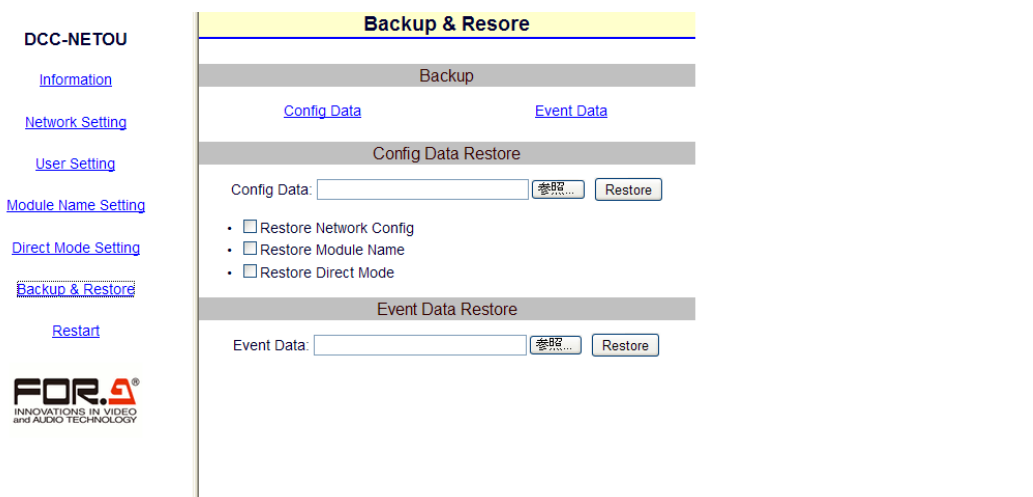 DCC-NETOU
Information
Network Setting
User Setting
Module Name Setting
Direct Mode Setting
Backup & Restore
Restart
FOR.A®
INNOVATIONS IN VIDEO
and AUDIO TECHNOLOGY
Backup & Resore
Backup
Config Data Event Data
Config Data Restore
Config Data: 参照... Restore
• Restore Network Config
• Restore Module Name
• Restore Direct Mode
Event Data Restore
Event Data: 参照... Restore